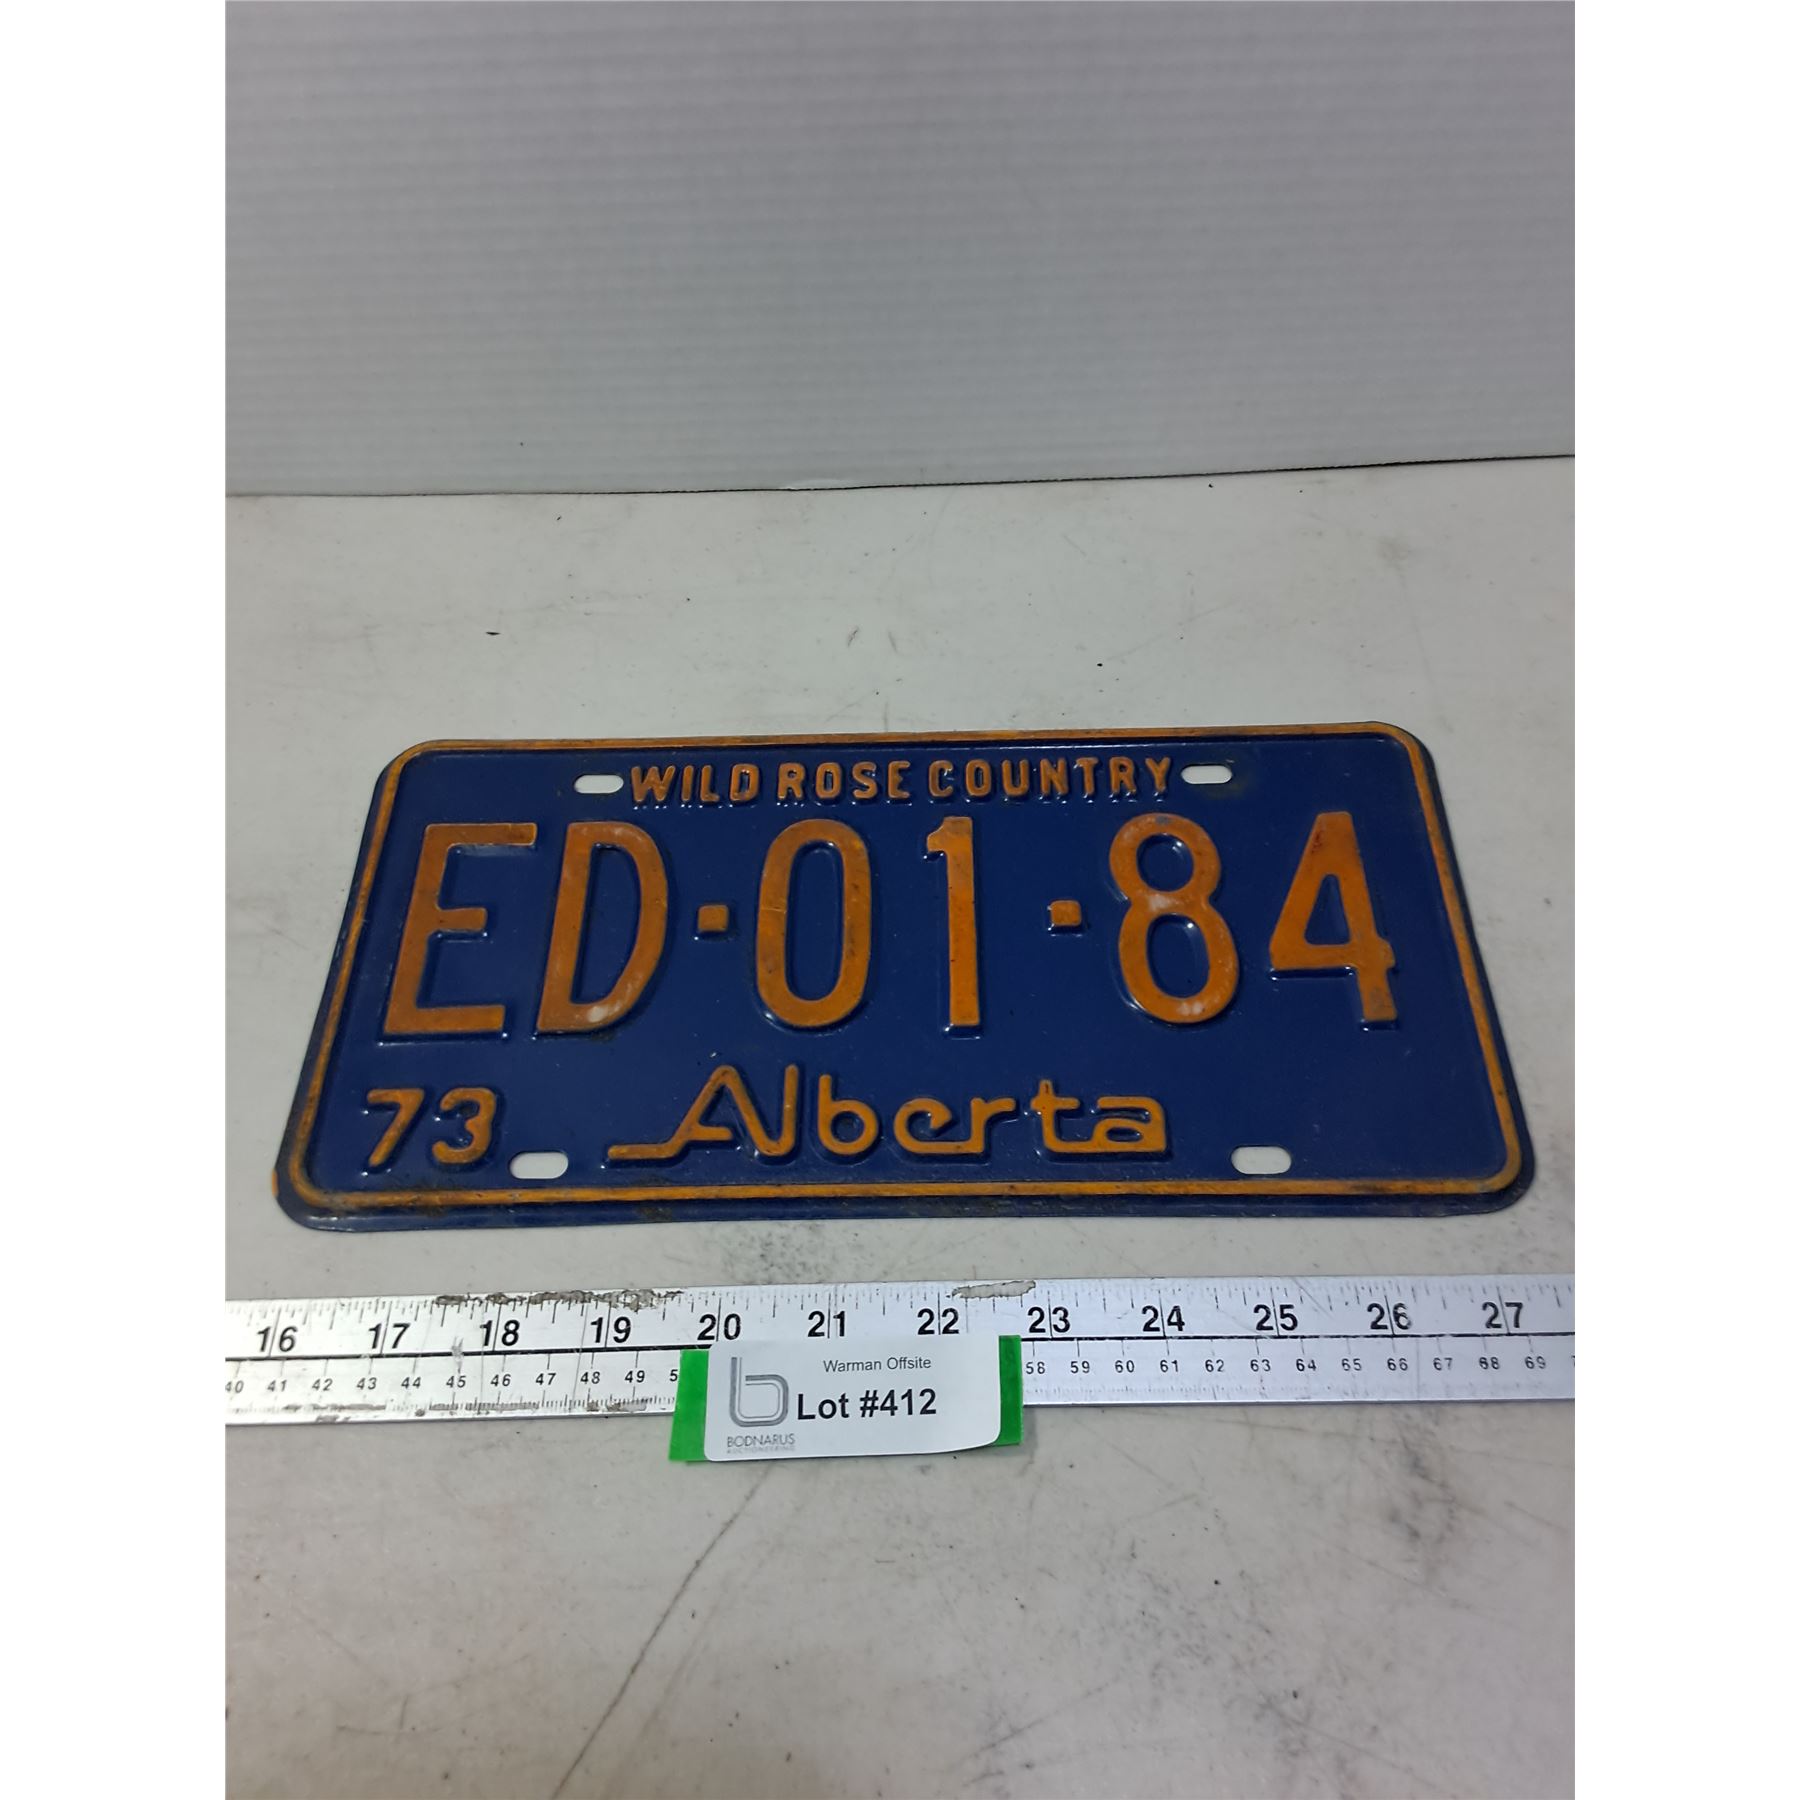 WILD ROSE COUNTRY
ED·01·84
73 Alberta
16 17 18 19 20 21 22 23 24 25 26 27
40 41 42 43 44 45 46 47 48 49 5 58 59 60 61 62 63 64 65 66 67 68 69
Warman Offsite
Lot #412
BODNARUS
AUCTIONEERING